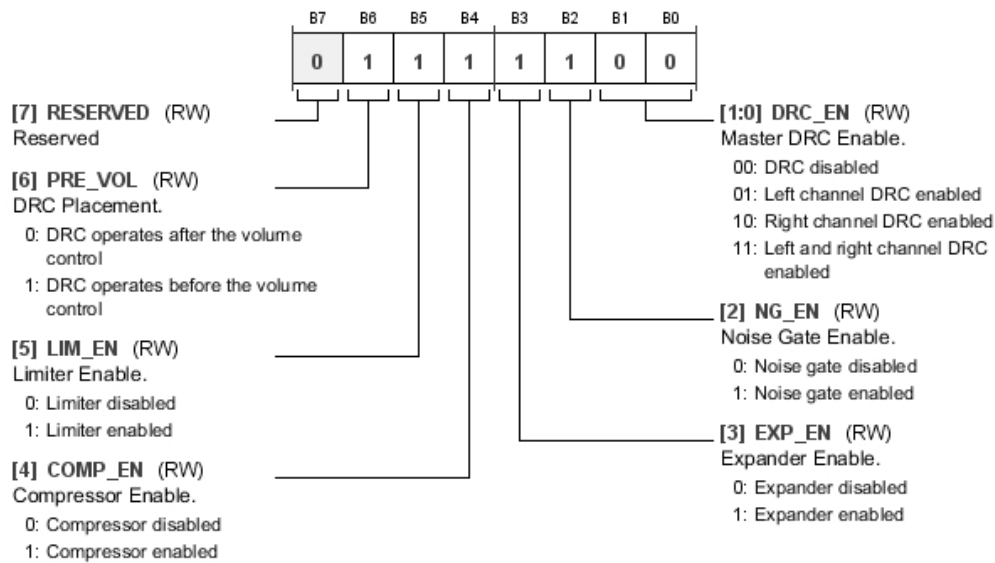 B7 B6 B5 B4 B3 B2 B1 B0
0 1 1 1 1 1 0 0
[7] RESERVED (RW)
Reserved
[6] PRE_VOL (RW)
DRC Placement.
0: DRC operates after the volume
control
1: DRC operates before the volume
control
[5] LIM_EN (RW)
Limiter Enable.
0: Limiter disabled
1: Limiter enabled
[4] COMP_EN (RW)
Compressor Enable.
0: Compressor disabled
1: Compressor enabled
[1:0] DRC_EN (RW)
Master DRC Enable.
00: DRC disabled
01: Left channel DRC enabled
10: Right channel DRC enabled
11: Left and right channel DRC
enabled
[2] NG_EN (RW)
Noise Gate Enable.
0: Noise gate disabled
1: Noise gate enabled
[3] EXP_EN (RW)
Expander Enable.
0: Expander disabled
1: Expander enabled